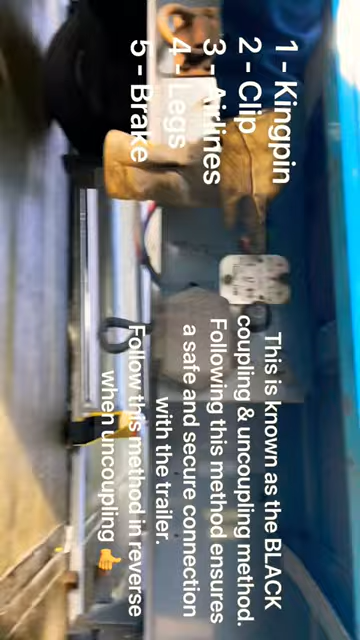 1 - Kingpin
2 - Clip
3 - Airlines
4 - Legs
5 - Brake
This is known as the BLACK
coupling & uncoupling method.
Following this method ensures
a safe and secure connection
with the trailer.
Follow this method in reverse
when uncoupling 👍